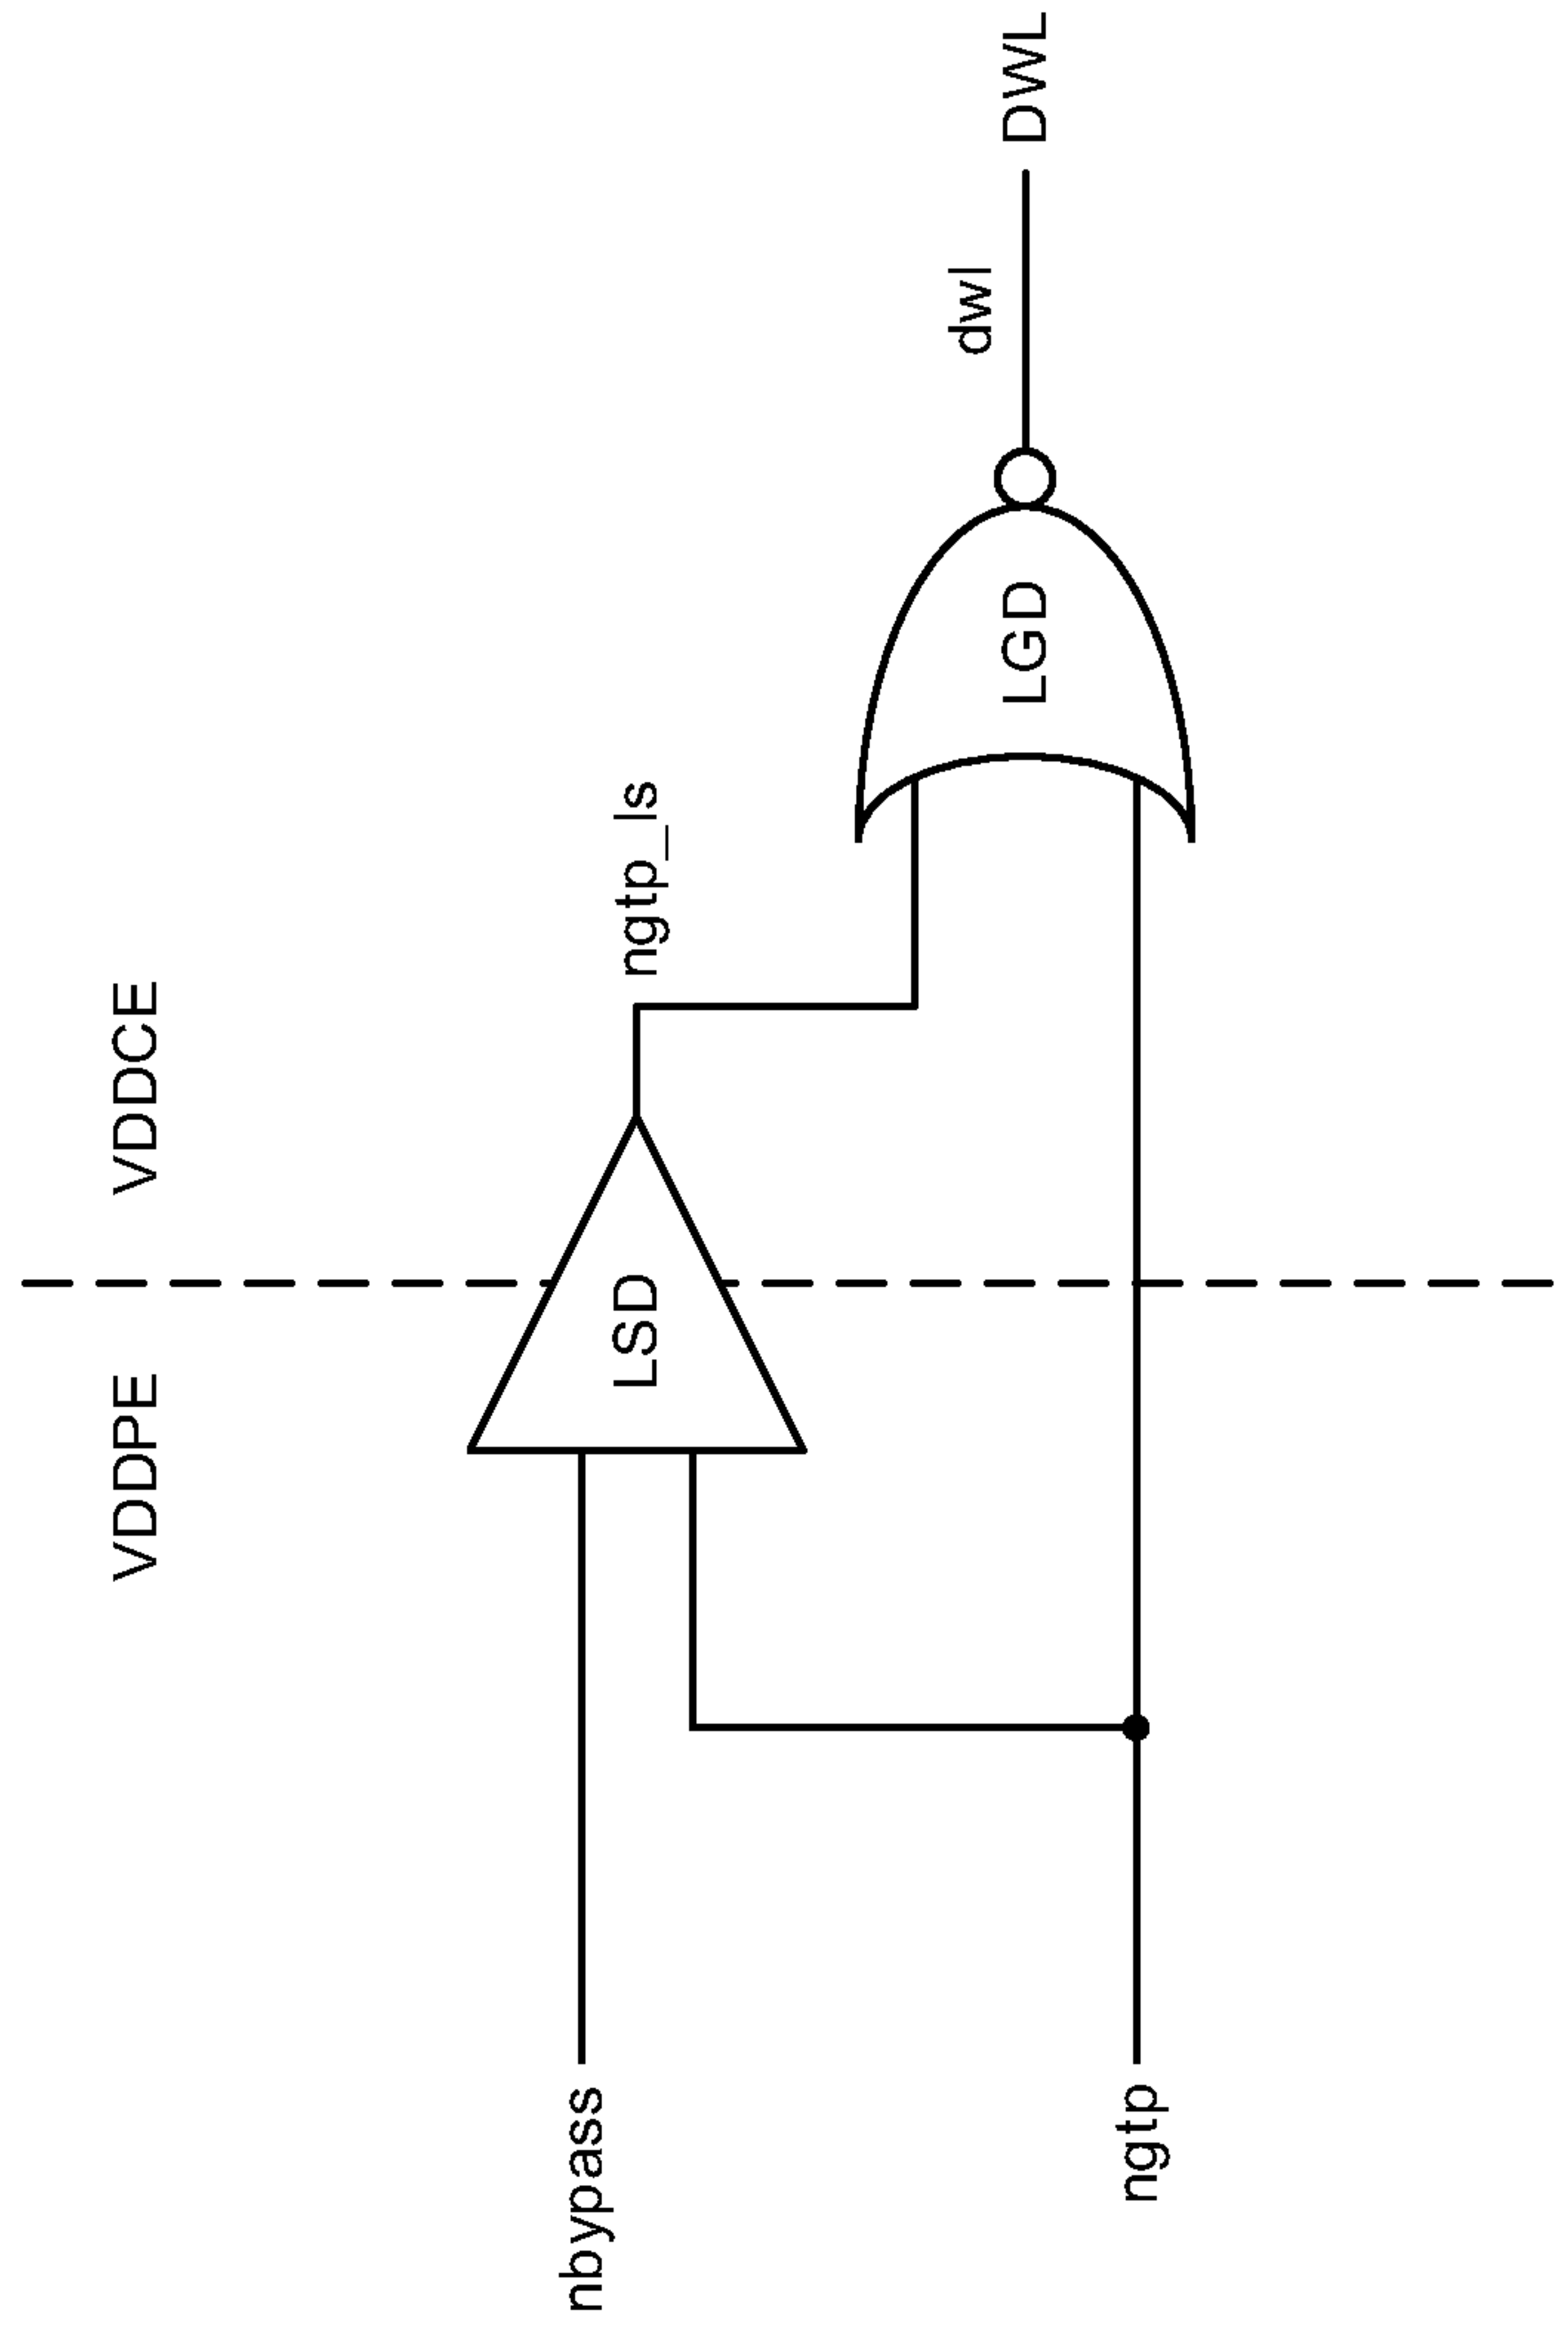 VDDPE
VDDCE
nbypass
LSD
ngtp_ls
ngtp
LGD
dwl
DWL